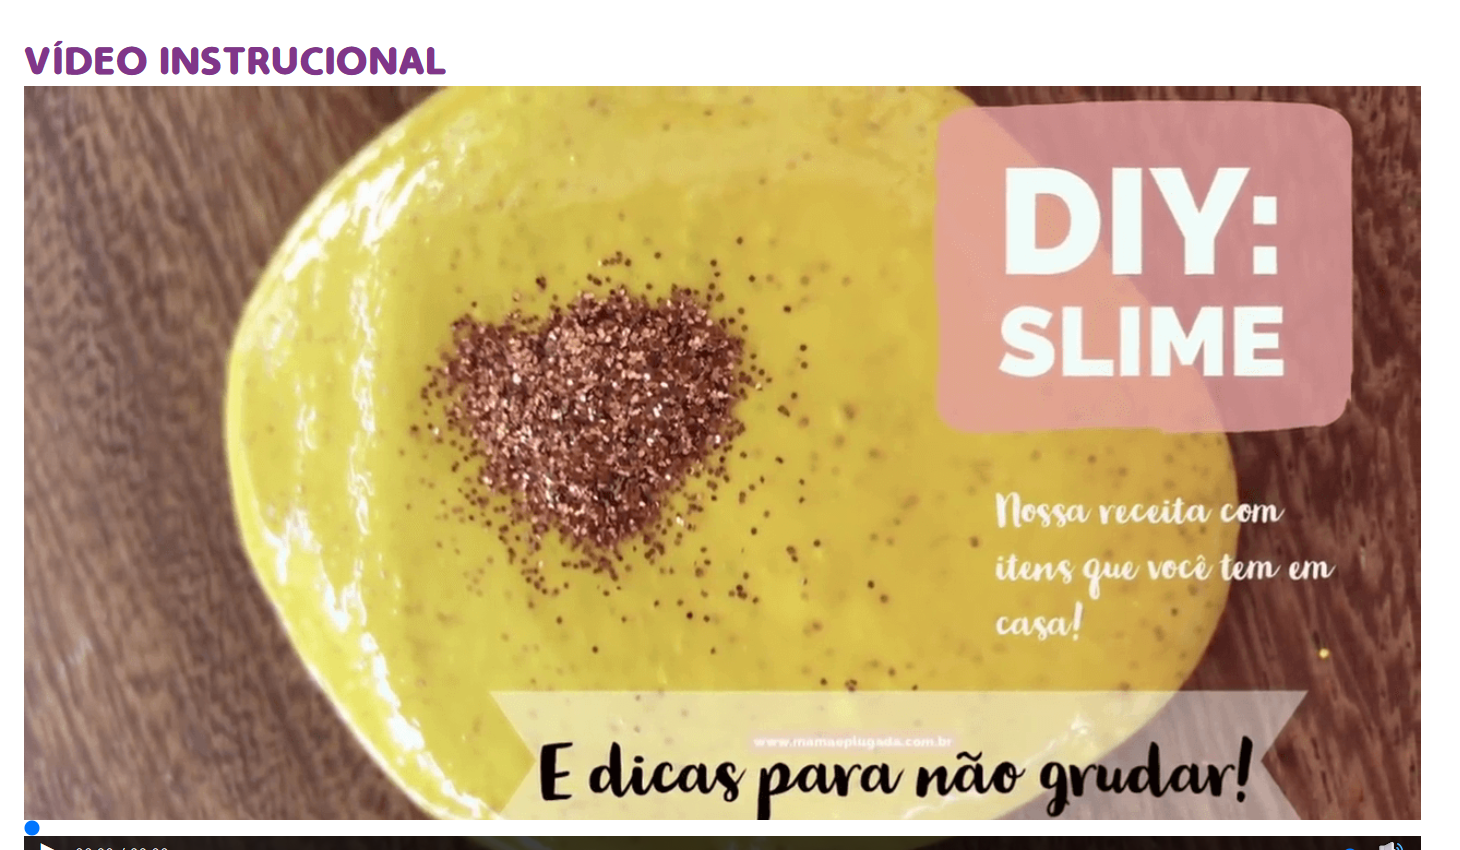 VÍDEO INSTRUCIONAL
DIY:
SLIME
Nossa receita com
itens que você tem em
casa!
www.mamaeplugada.com.br
E dicas para não grudar!